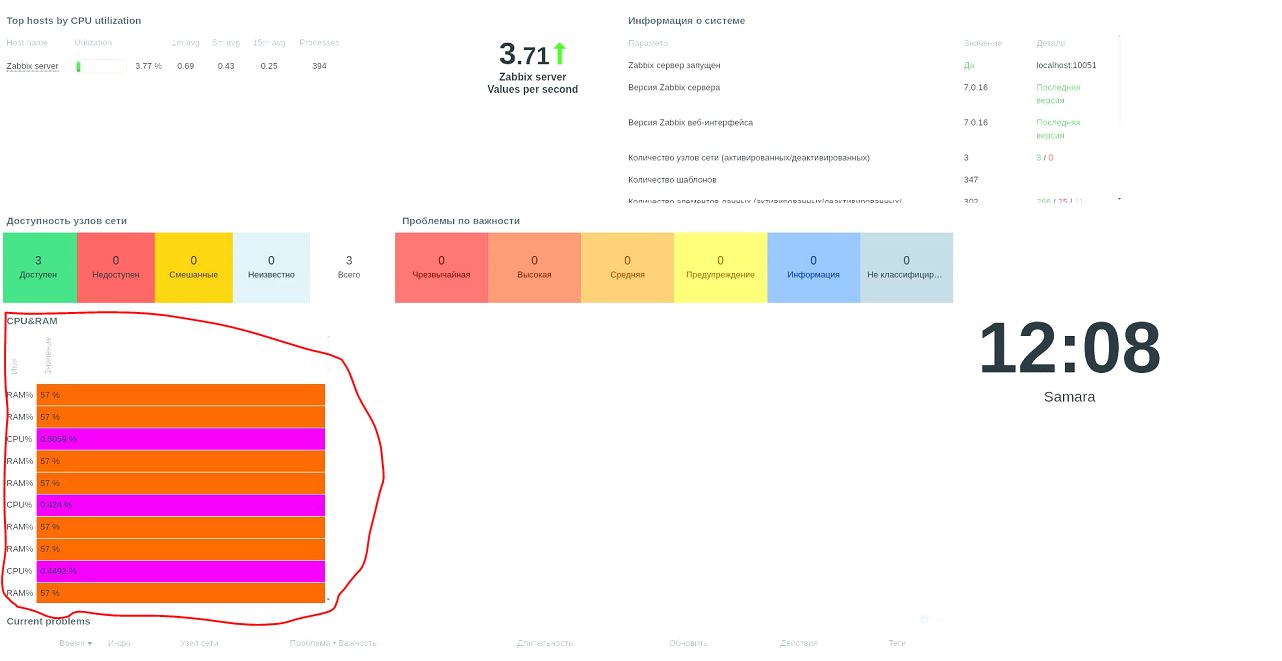 Top hosts by CPU utilization
Host name Utilization 1m avg 5m avg 15m avg Processes
Zabbix server 3.77 % 0.69 0.43 0.25 394
3.71
Zabbix server
Values per second
Информация о системе
Параметр Значение Детали
Zabbix сервер запущен Да localhost:10051
Версия Zabbix сервера 7.0.16 Последняя
версия
Версия Zabbix веб-интерфейса 7.0.16 Последняя
версия
Количество узлов сети (активированных/деактивированных) 3 3 / 0
Количество шаблонов 347
Количество элементов данных (активированных/деактивированных/ 302 266 / 25 / 11
Доступность узлов сети
3 0 0 0 3
Доступен Недоступен Смешанные Неизвестно Всего
Проблемы по важности
0 0 0 0 0 0
Чрезвычайная Высокая Средняя Предупреждение Информация Не классифицир…
CPU&RAM
Имя Значение
RAM% 57 %
RAM% 57 %
CPU% 0.5059 %
RAM% 57 %
RAM% 57 %
CPU% 0.424 %
RAM% 57 %
RAM% 57 %
CPU% 0.4492 %
RAM% 57 %
12:08
Samara
Current problems
Время ▼ Инфо Узел сети Проблема • Важность Длительность Обновить Действия Теги